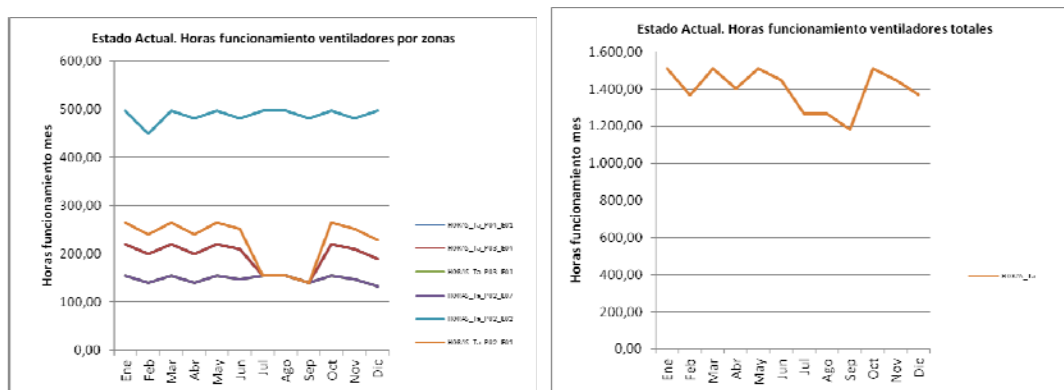 Estado Actual. Horas funcionamiento ventiladores por zonas
600,00
500,00
400,00
300,00
200,00
100,00
0,00
Horas funcionamiento mes
Ene
Feb
Mar
Abr
May
Jun
Jul
Ago
Sep
Oct
Nov
Dic
Estado Actual. Horas funcionamiento ventiladores totales
1.600,00
1.400,00
1.200,00
1.000,00
800,00
600,00
400,00
200,00
0,00
Horas funcionamiento mes
Ene
Feb
Mar
Abr
May
Jun
Jul
Ago
Sep
Oct
Nov
Dic